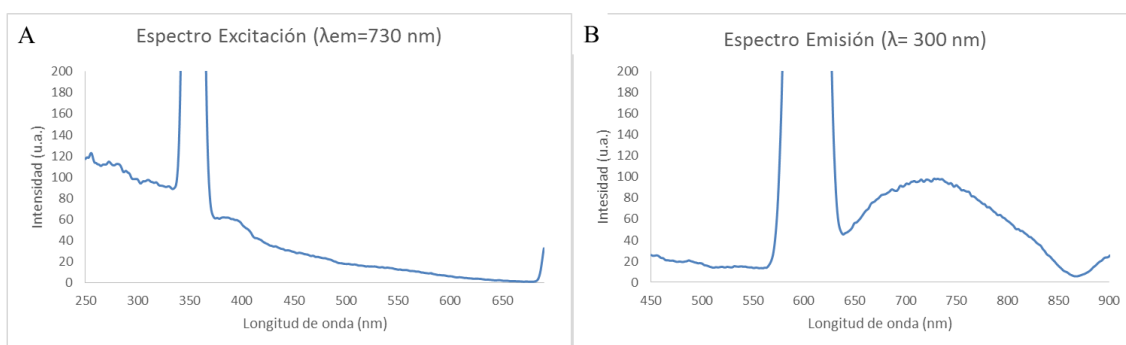 A
Espectro Excitación (λem=730 nm)
Intensidad (u.a.)
200
180
160
140
120
100
80
60
40
20
0
250 300 350 400 450 500 550 600 650
Longitud de onda (nm)
B
Espectro Emisión (λ= 300 nm)
Intesidad (u.a.)
200
180
160
140
120
100
80
60
40
20
0
450 500 550 600 650 700 750 800 850 900
Longitud de onda (nm)